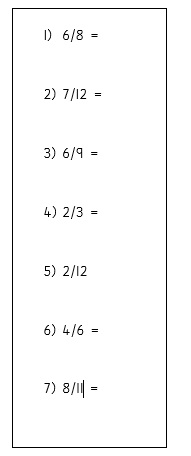 1) 6/8 =
2) 7/12 =
3) 6/9 =
4) 2/3 =
5) 2/12
6) 4/6 =
7) 8/11 =